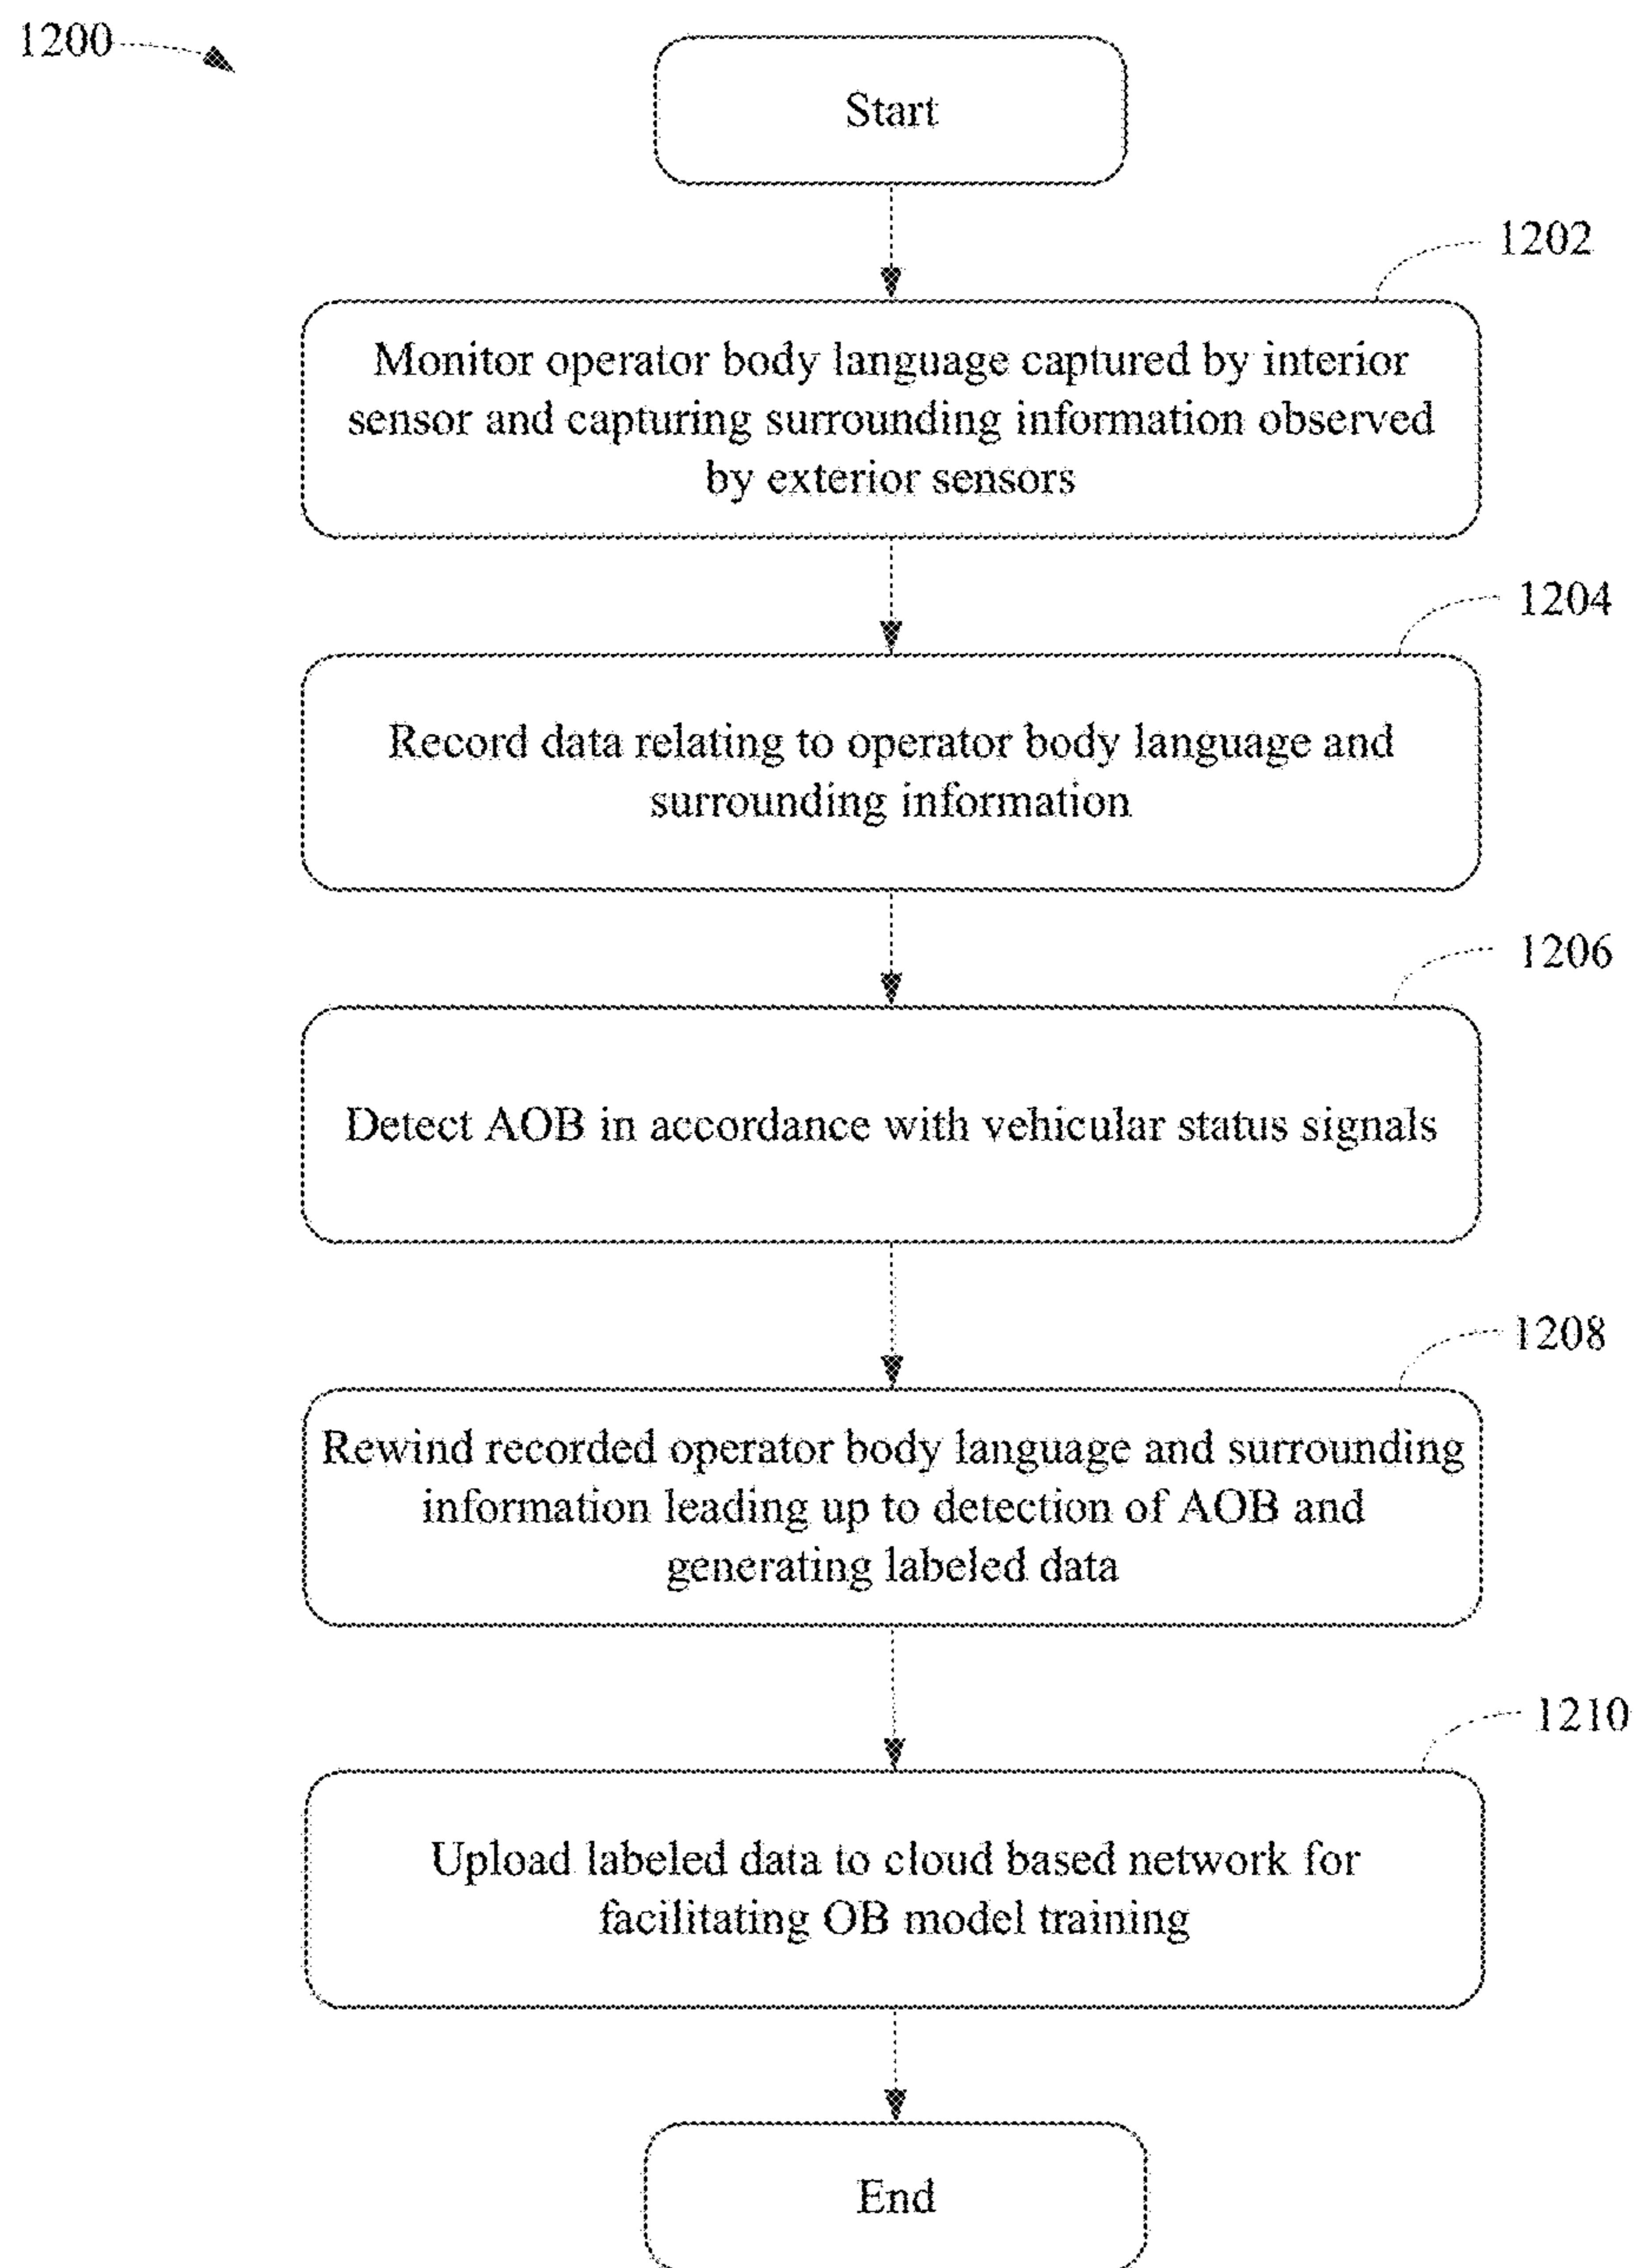 1200
Start
1202
Monitor operator body language captured by interior
sensor and capturing surrounding information observed
by exterior sensors
1204
Record data relating to operator body language and
surrounding information
1206
Detect AOB in accordance with vehicular status signals
1208
Rewind recorded operator body language and surrounding
information leading up to detection of AOB and
generating labeled data
1210
Upload labeled data to cloud based network for
facilitating OB model training
End